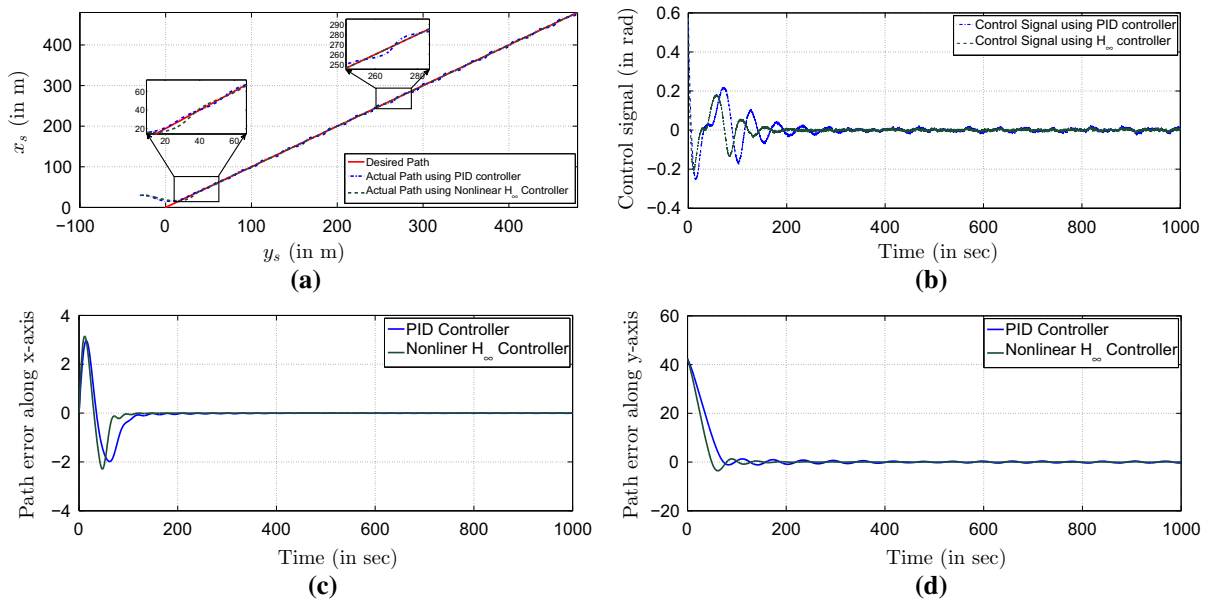 400
300
200
100
0
-100
0
100
200
300
400
x_s (in m)
y_s (in m)
290
280
270
260
250
260
280
60
40
20
20
40
60
Desired Path
Actual Path using PID controller
Actual Path using Nonlinear H∞ Controller
(a)
0.6
0.4
0.2
0
-0.2
-0.4
0
200
400
600
800
1000
Control signal (in rad)
Time (in sec)
Control Signal using PID controller
Control Signal using H∞ controller
(b)
4
2
0
-2
-4
0
200
400
600
800
1000
Path error along x-axis
Time (in sec)
PID Controller
Nonliner H∞ Controller
(c)
60
40
20
0
-20
0
200
400
600
800
1000
Path error along y-axis
Time (in sec)
PID Controller
Nonlinear H∞ Controller
(d)